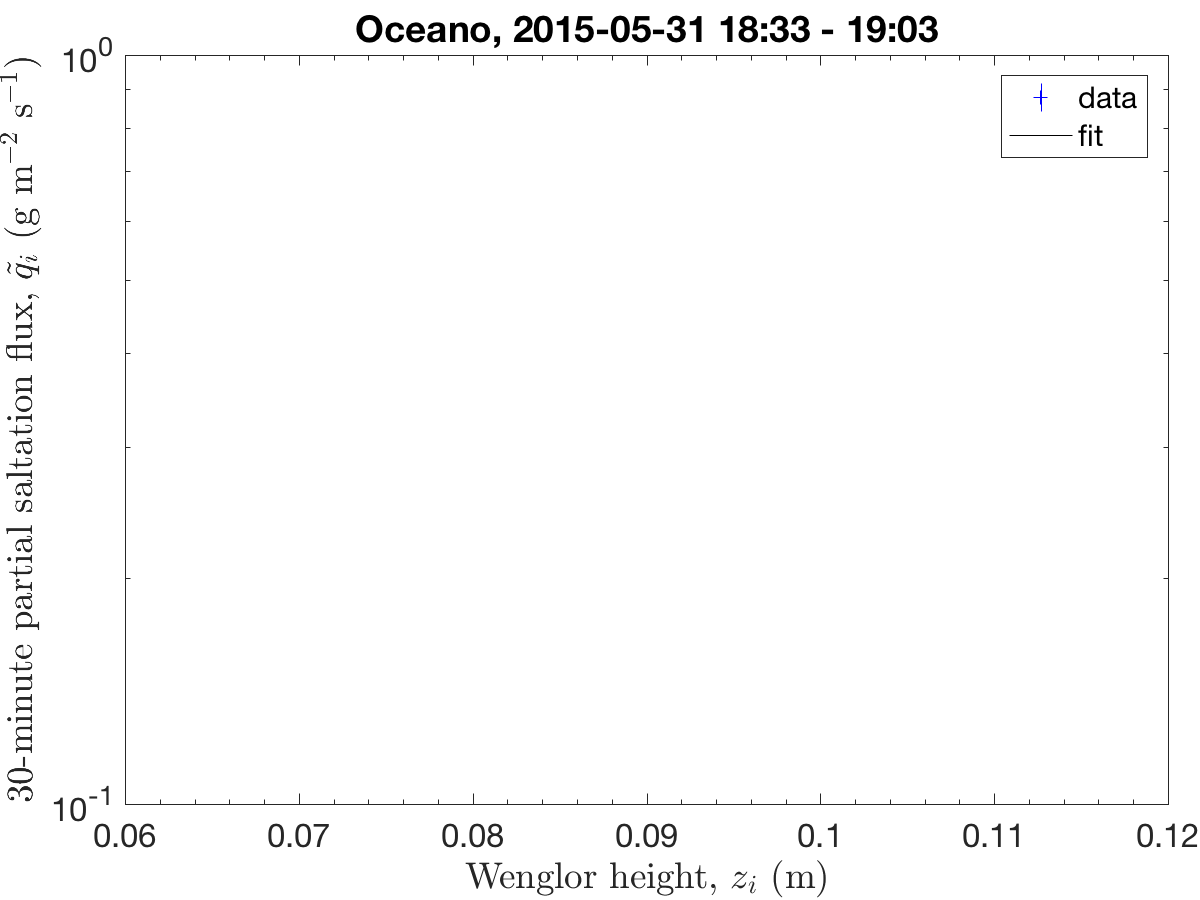 Oceano, 2015-05-31 18:33 - 19:03
10⁰
data
fit
30-minute partial saltation flux, q̃ᵢ (g m⁻² s⁻¹)
10⁻¹
0.06 0.07 0.08 0.09 0.1 0.11 0.12
Wenglor height, zᵢ (m)